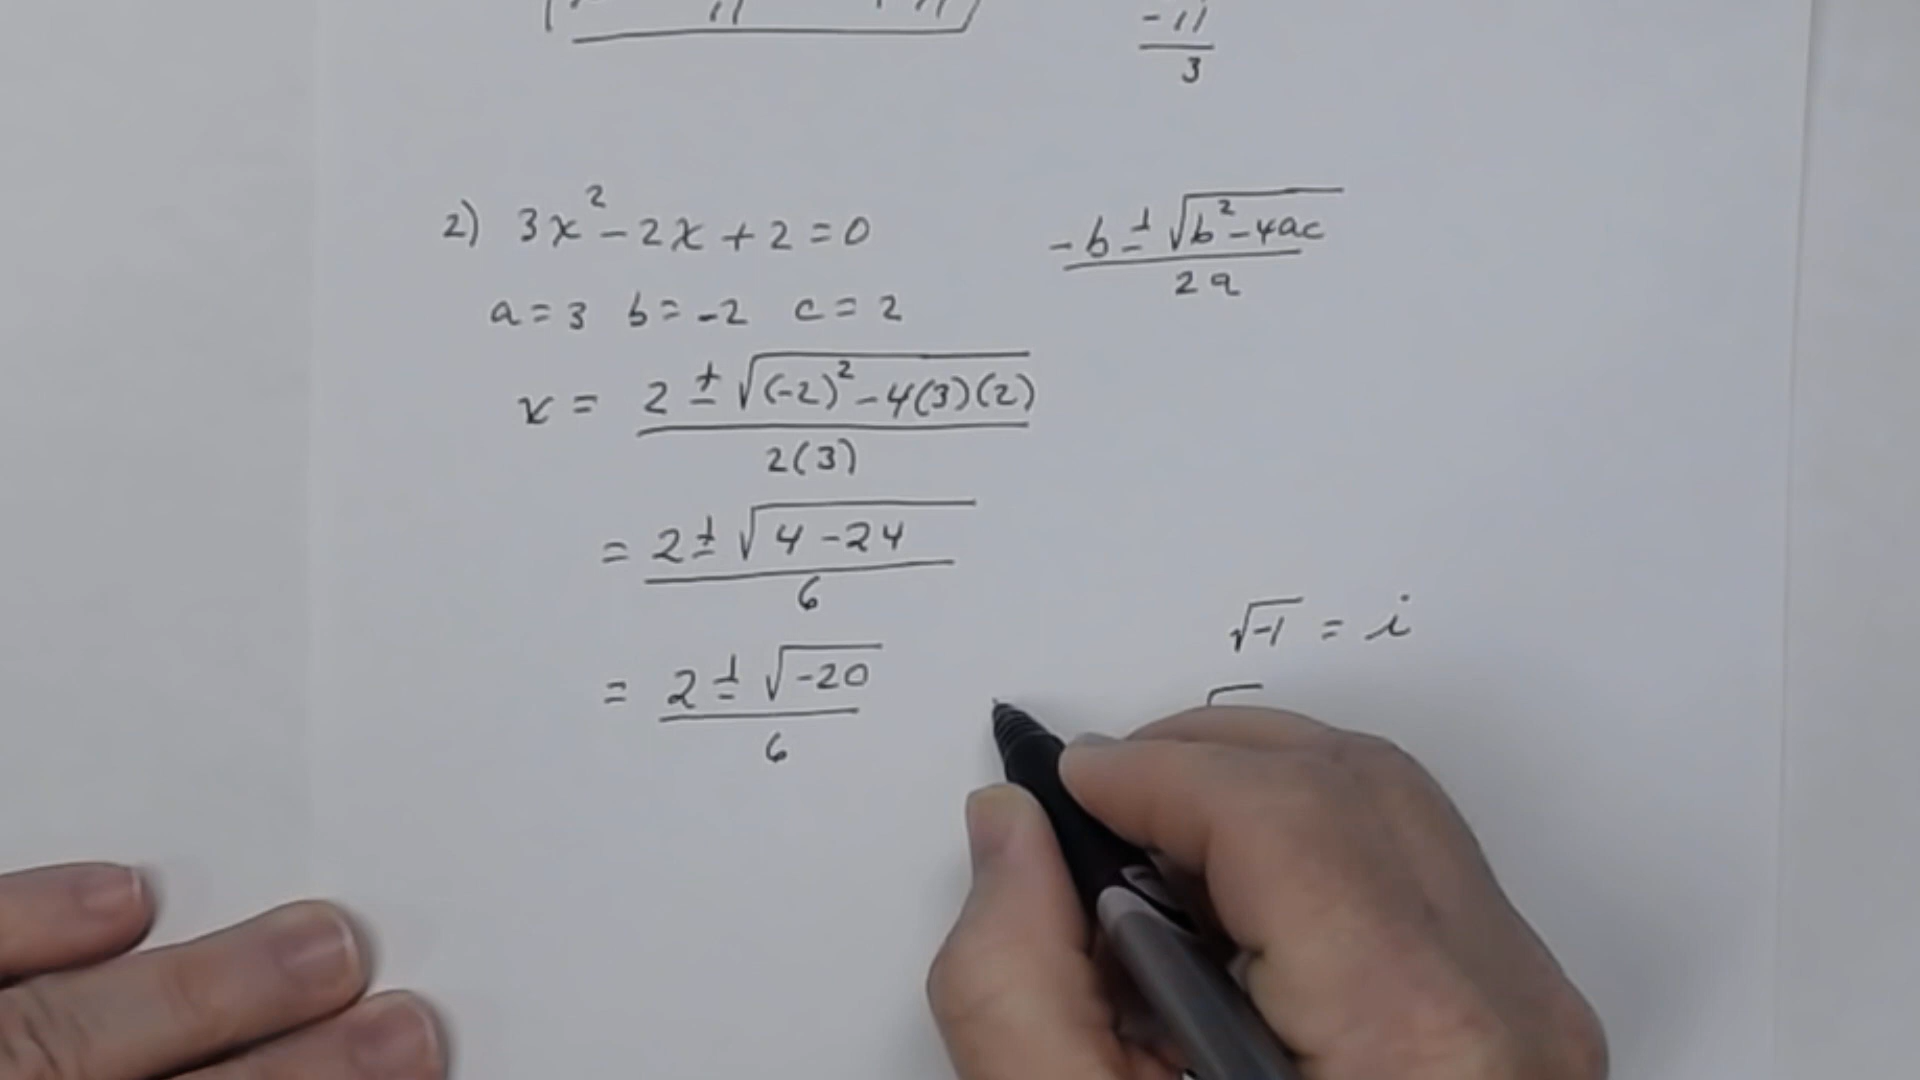 -11
3
2) 3x² - 2x + 2 = 0
-b ± √b² - 4ac
2a
a = 3 b = -2 c = 2
x = 2 ± √(-2)² - 4(3)(2)
2(3)
= 2 ± √4 - 24
6
√-1 = i
= 2 ± √-20
6